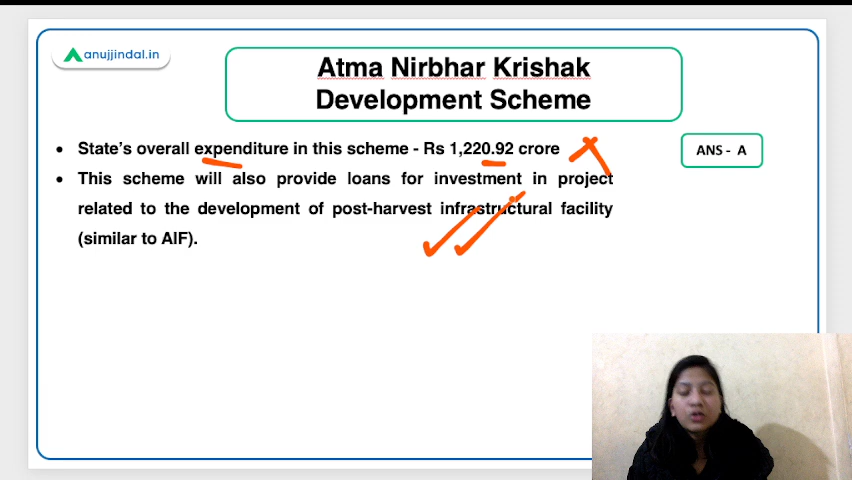 anujjindal.in
Atma Nirbhar Krishak
Development Scheme
• State's overall expenditure in this scheme - Rs 1,220.92 crore
ANS - A
• This scheme will also provide loans for investment in project
related to the development of post-harvest infrastructural facility
(similar to AIF).